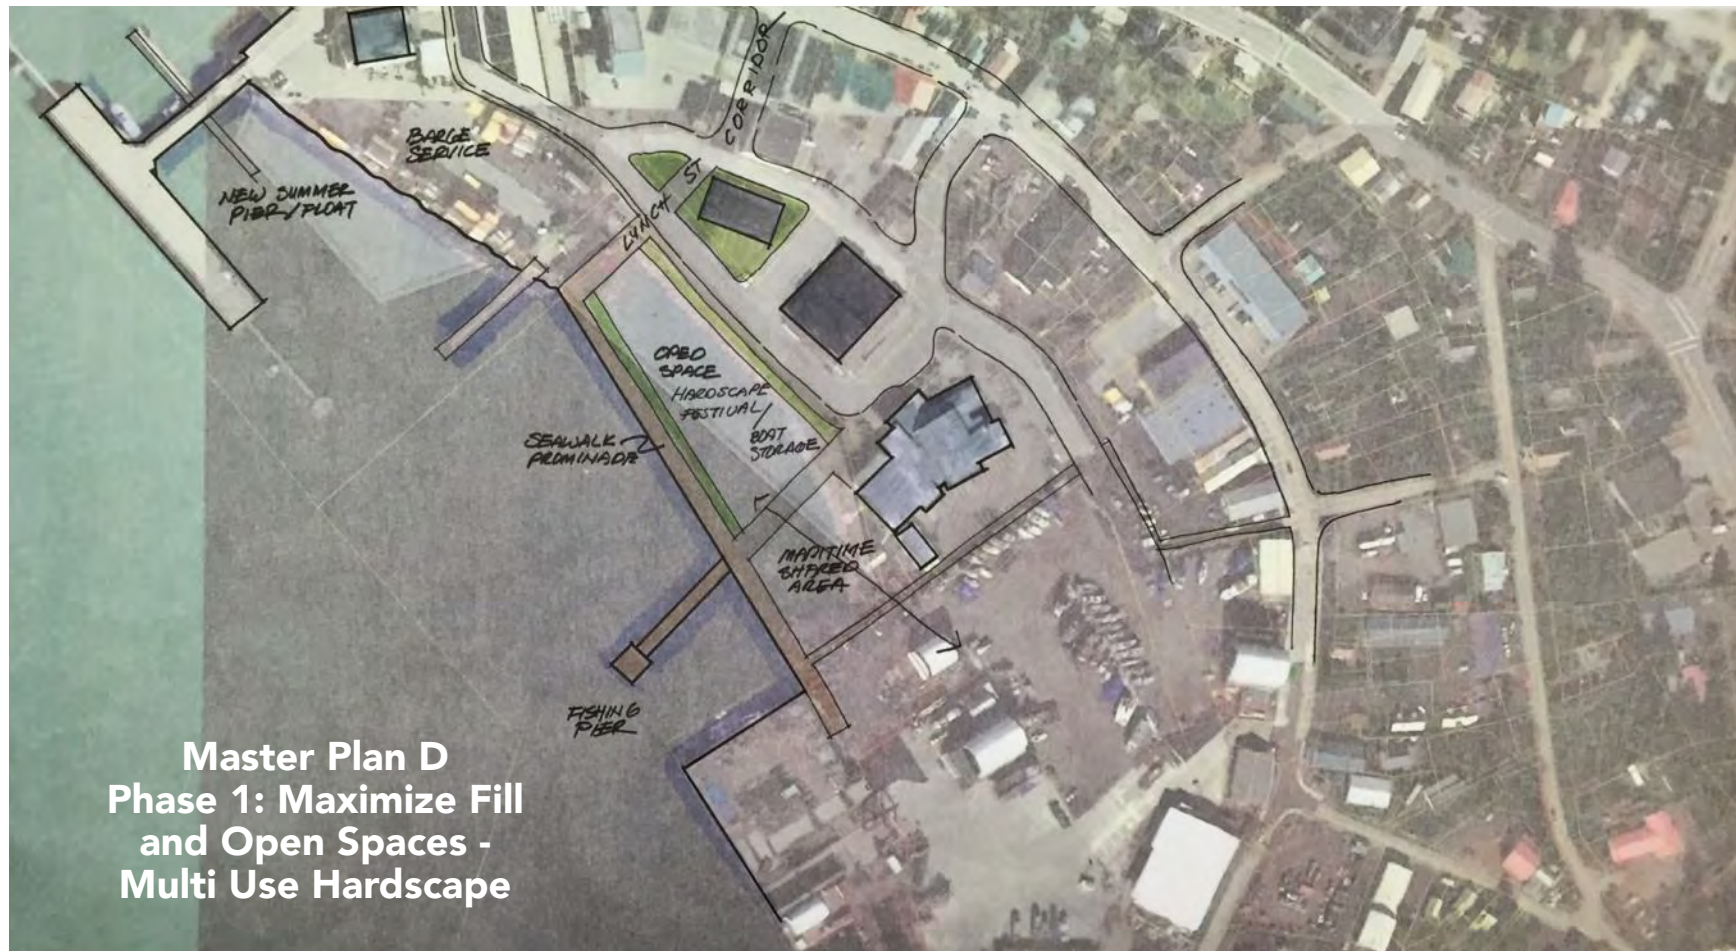 CORRIDOR
LYNCH ST
BARGE
SERVICE
NEW SUMMER
PIER/FLOAT
OPEO
SPACE
HARDSCAPE
FESTIVAL/
BOAT
STORAGE
SEAWALK
PROMINADE
MARITIME
SHARED
AREA
FISHING
PIER
Master Plan D
Phase 1: Maximize Fill
and Open Spaces -
Multi Use Hardscape